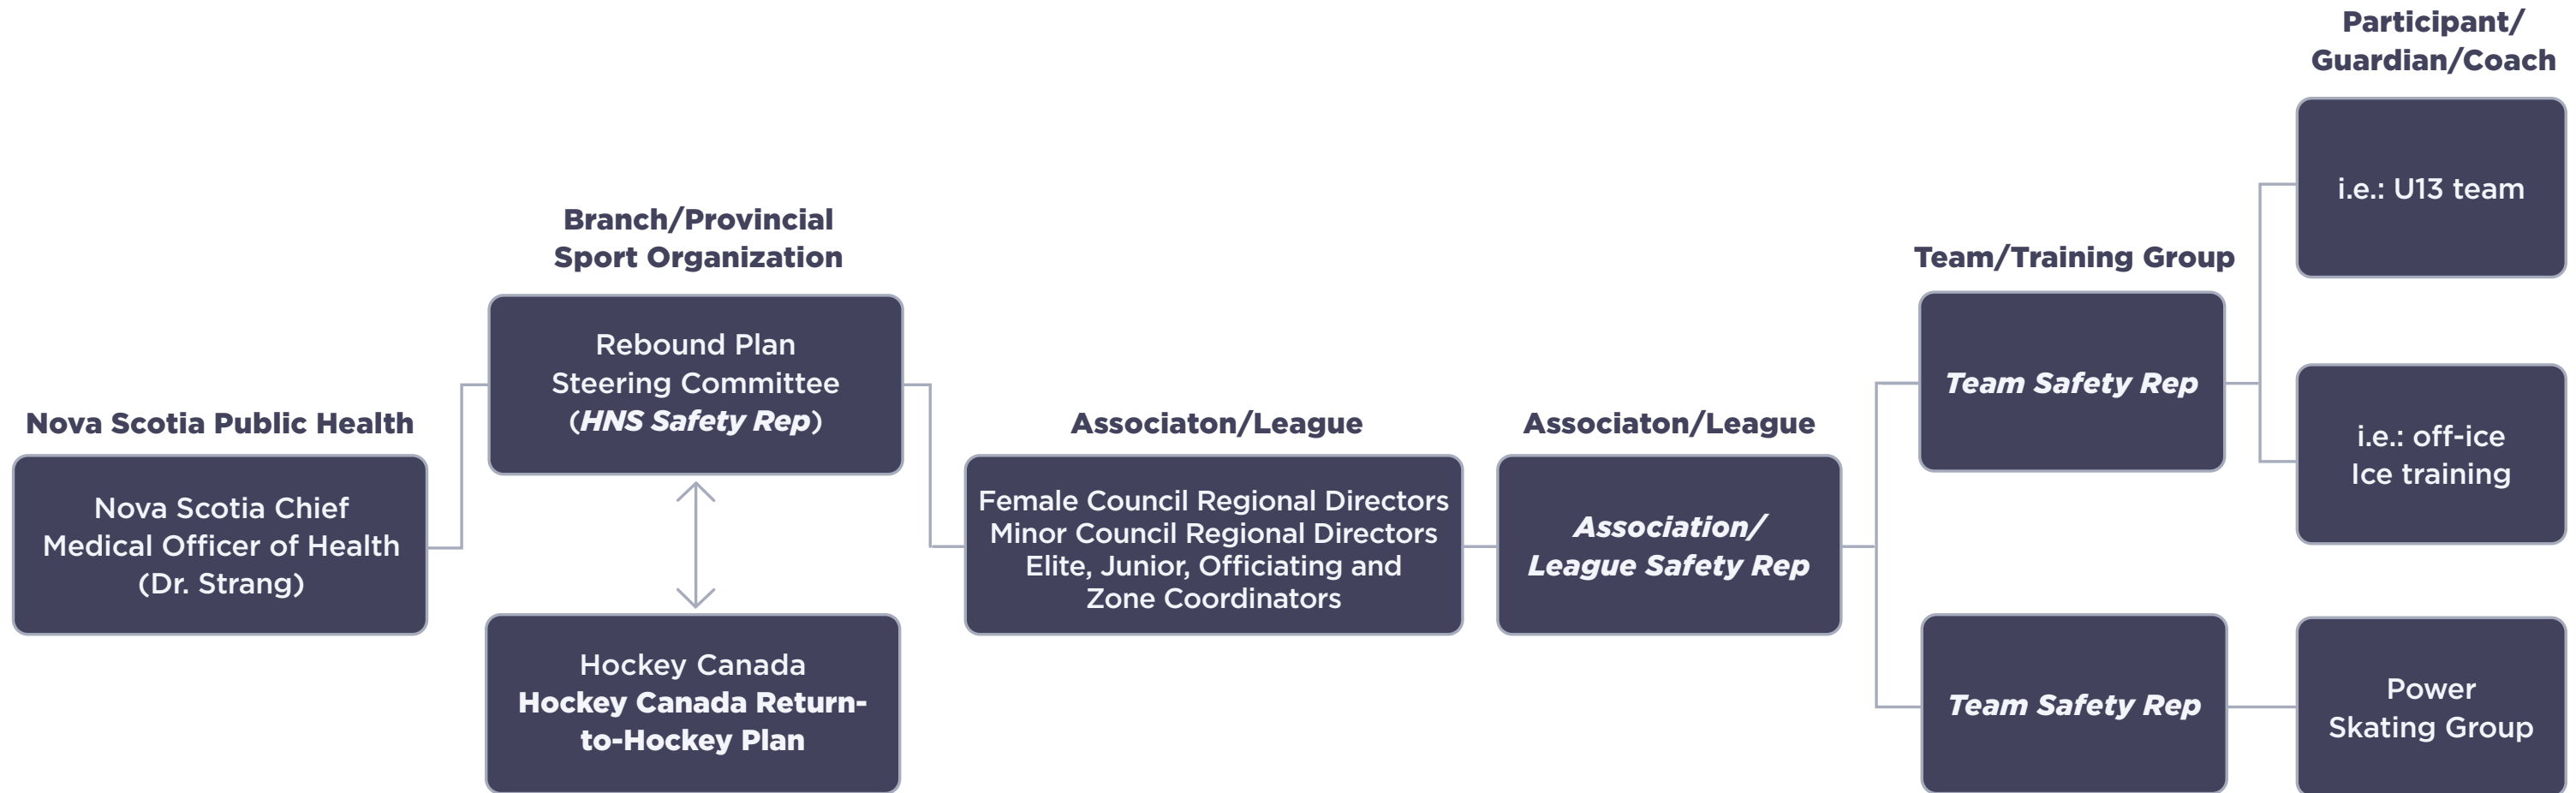 Nova Scotia Public Health
Nova Scotia Chief
Medical Officer of Health
(Dr. Strang)
Branch/Provincial
Sport Organization
Rebound Plan
Steering Committee
(HNS Safety Rep)
Hockey Canada
Hockey Canada Return-
to-Hockey Plan
Associaton/League
Female Council Regional Directors
Minor Council Regional Directors
Elite, Junior, Officiating and
Zone Coordinators
Associaton/League
Association/
League Safety Rep
Team/Training Group
Team Safety Rep
Team Safety Rep
Participant/
Guardian/Coach
i.e.: U13 team
i.e.: off-ice
Ice training
Power
Skating Group